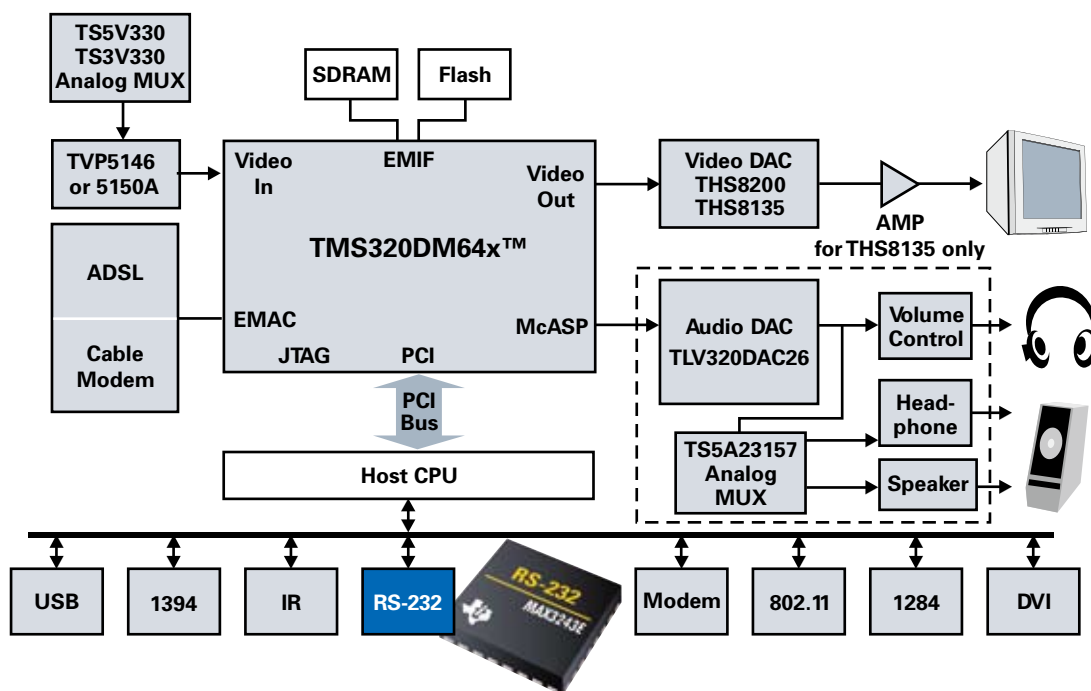 TS5V330
TS3V330
Analog MUX
SDRAM
Flash
TVP5146
or 5150A
Video
In
EMIF
Video
Out
Video DAC
THS8200
THS8135
AMP
for THS8135 only
TMS320DM64x™
ADSL
Cable
Modem
EMAC
JTAG
PCI
McASP
Audio DAC
TLV320DAC26
Volume
Control
Head-
phone
TS5A23157
Analog
MUX
Speaker
PCI
Bus
Host CPU
USB
1394
IR
RS-232
RS-232
MAX3243E
Modem
802.11
1284
DVI